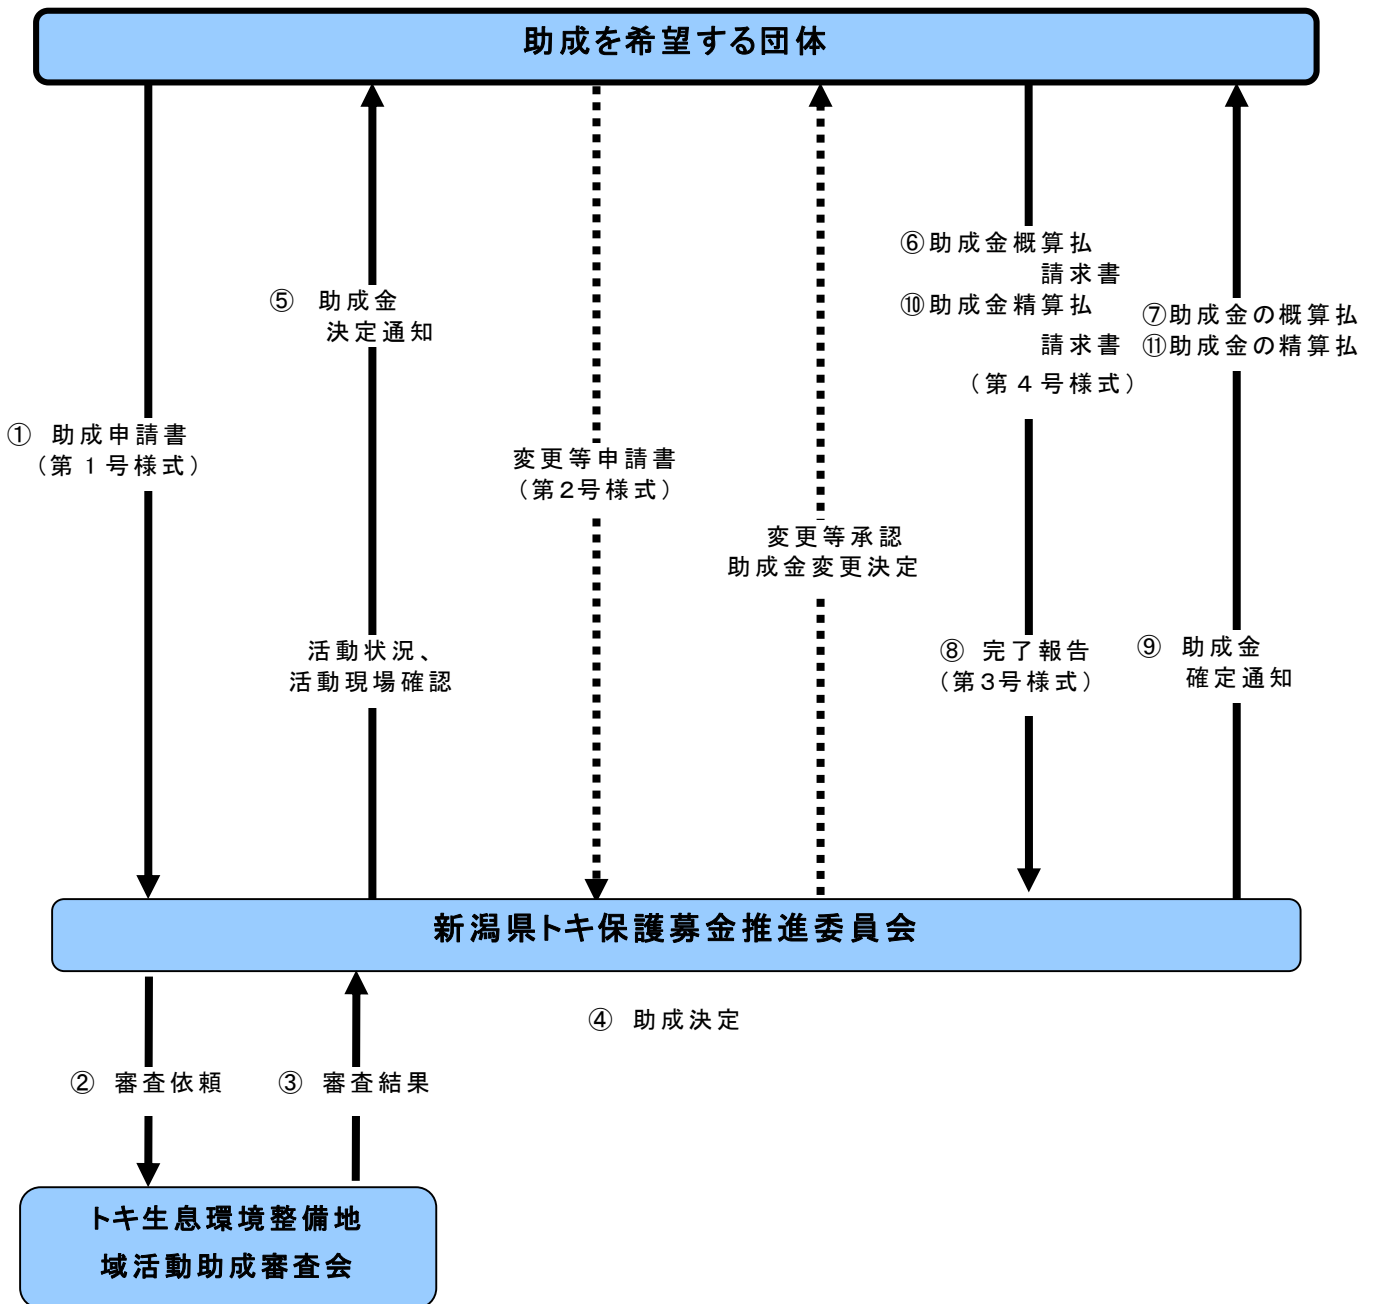 助成を希望する団体
⑥助成金概算払
請求書
⑩助成金精算払
請求書
（第４号様式）
⑤ 助成金
決定通知
⑦助成金の概算払
⑪助成金の精算払
① 助成申請書
（第１号様式）
変更等申請書
（第2号様式）
変更等承認
助成金変更決定
活動状況、
活動現場確認
⑧ 完了報告
（第3号様式）
⑨ 助成金
確定通知
新潟県トキ保護募金推進委員会
④ 助成決定
② 審査依頼
③ 審査結果
トキ生息環境整備地
域活動助成審査会